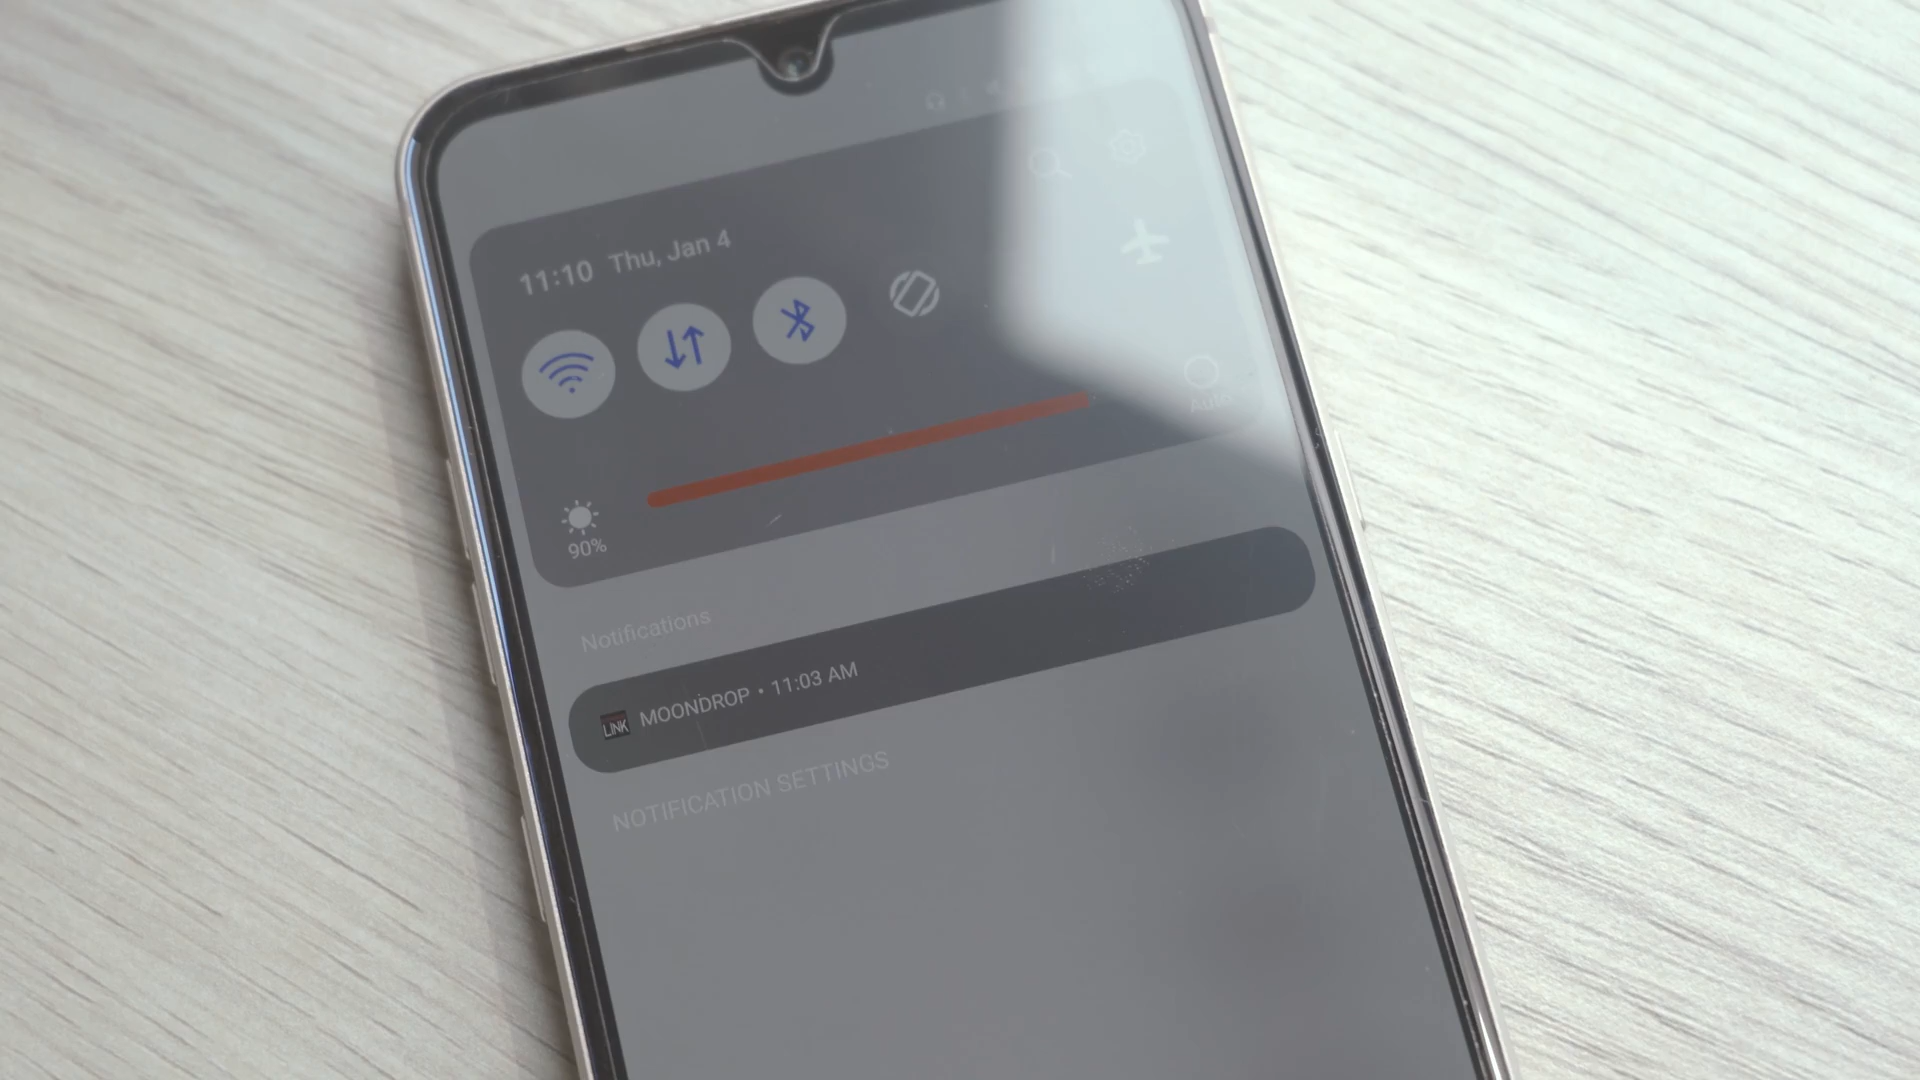 11:10 Thu, Jan 4
Auto
90%
Notifications
LINK MOONDROP • 11:03 AM
NOTIFICATION SETTINGS